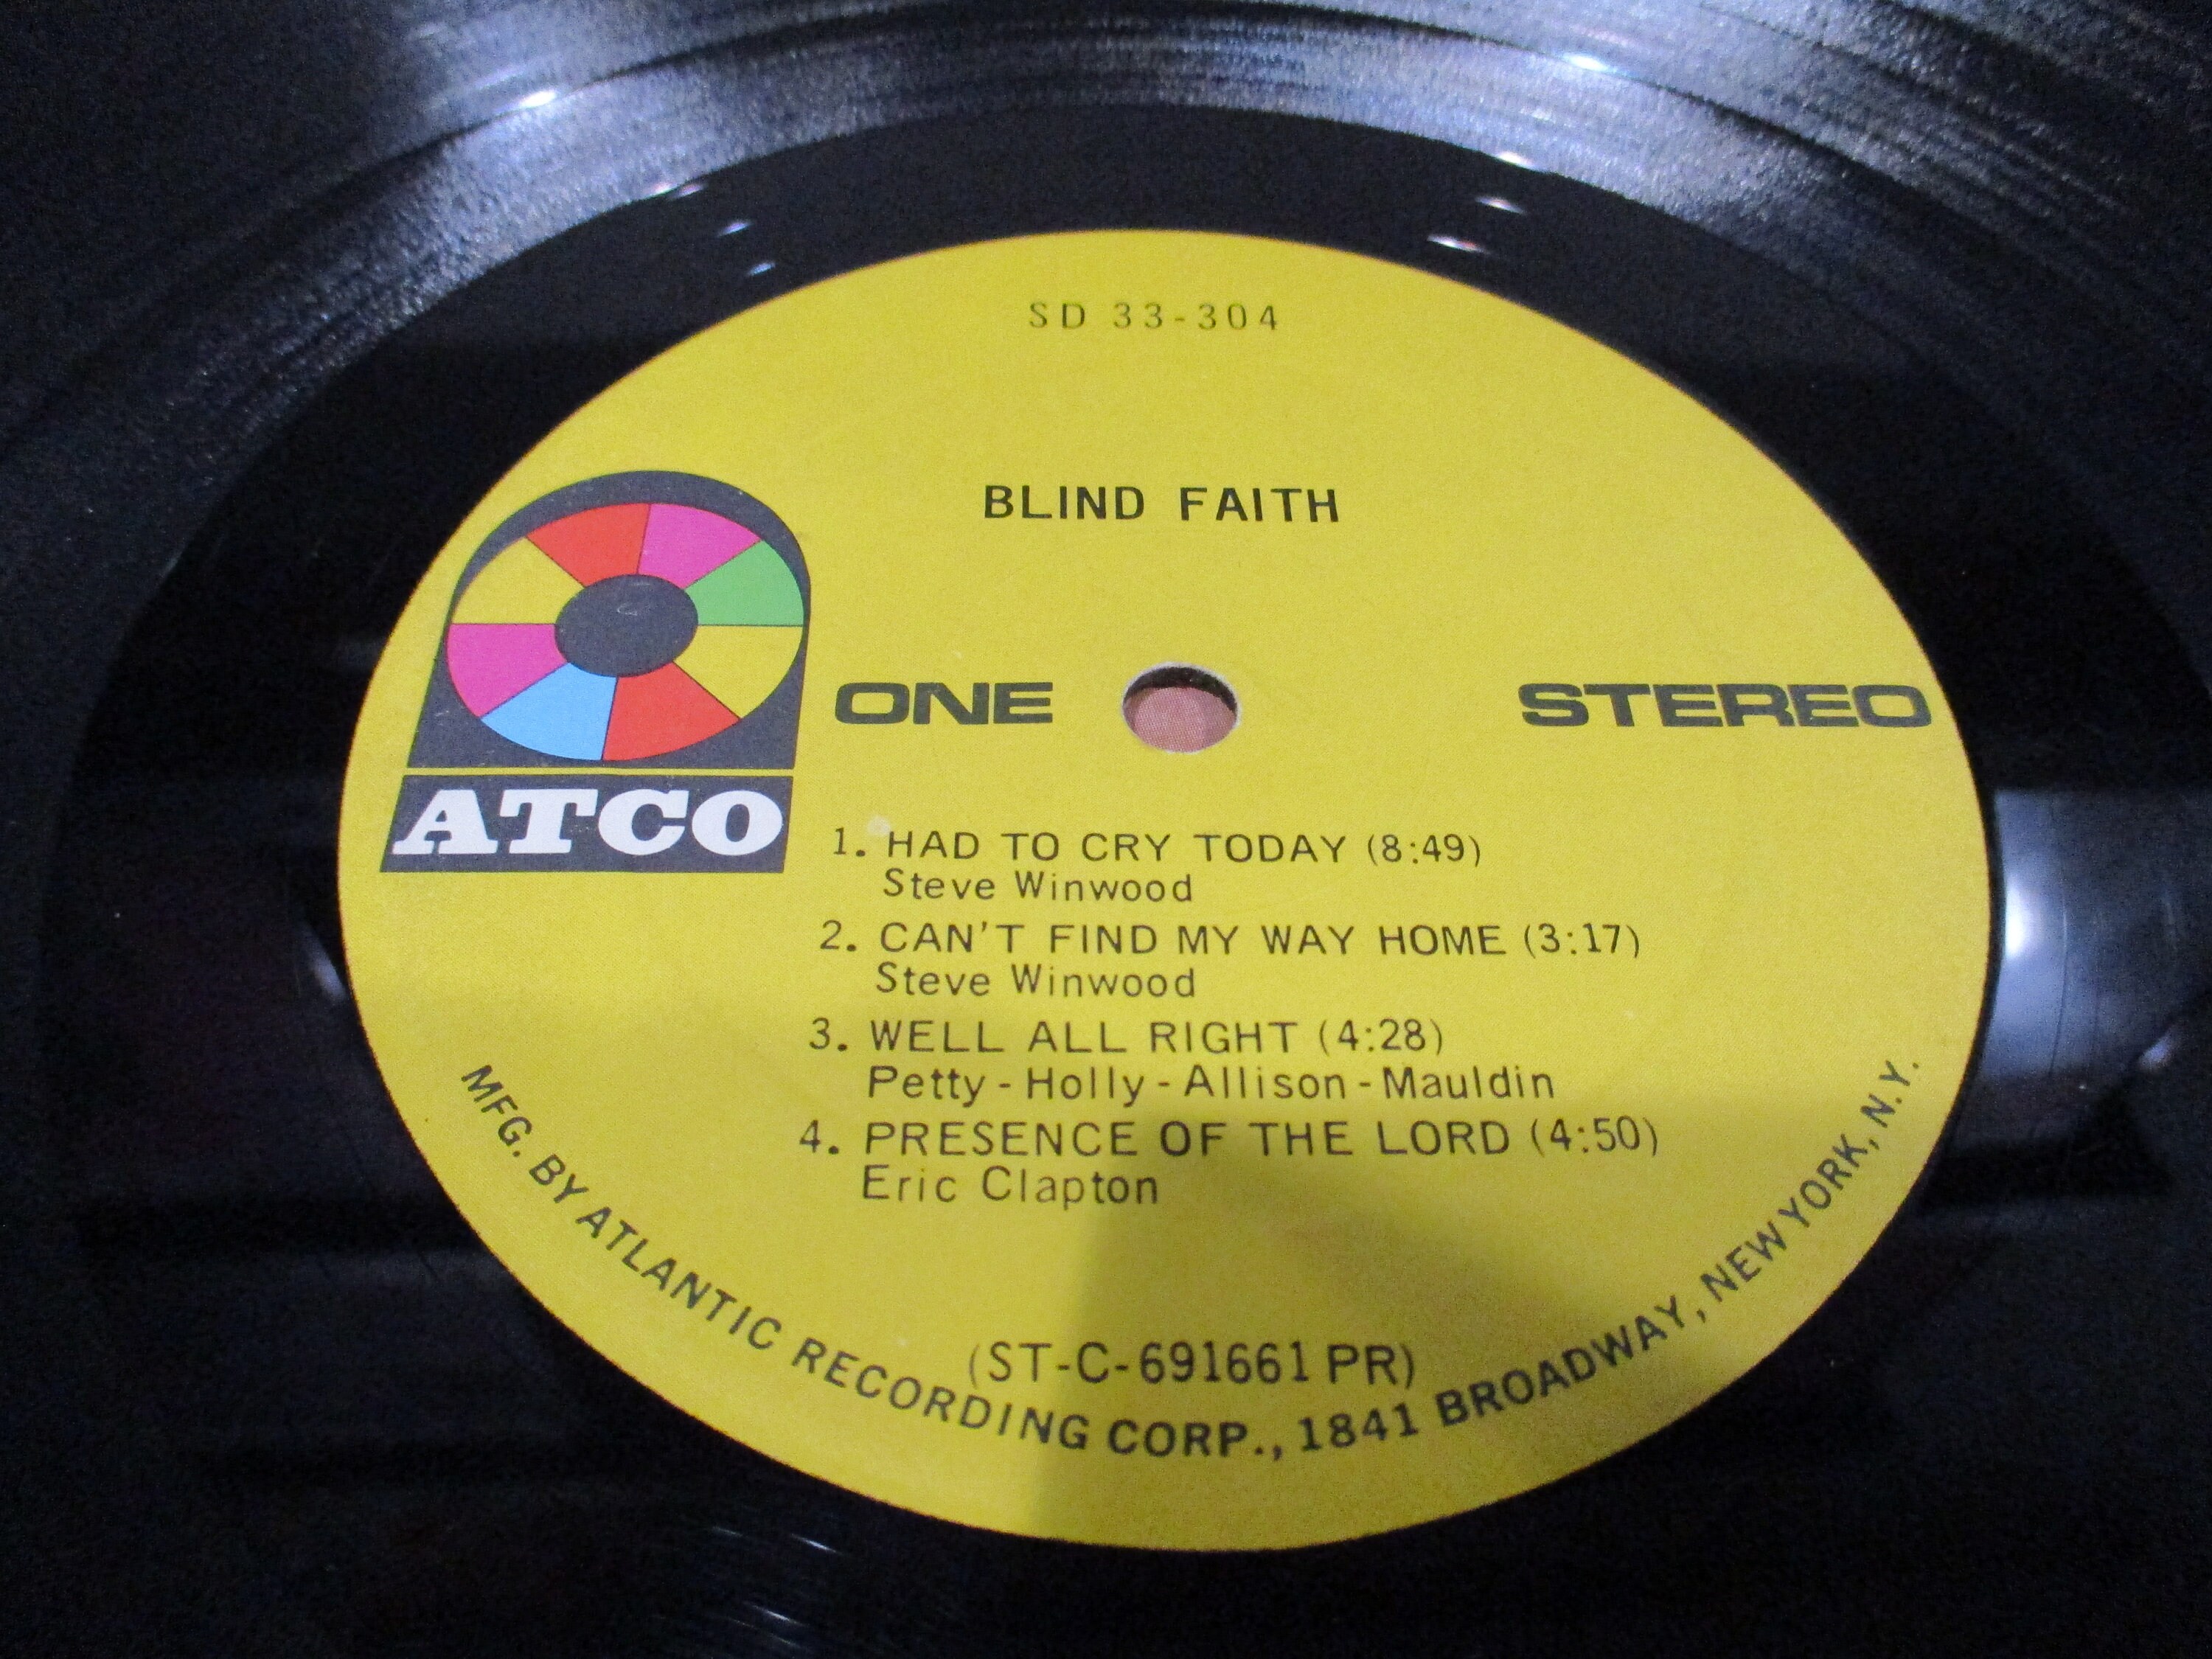 SD 33-304
BLIND FAITH
ATCO
ONE
STEREO
1. HAD TO CRY TODAY (8:49)
Steve Winwood
2. CAN'T FIND MY WAY HOME (3:17)
Steve Winwood
3. WELL ALL RIGHT (4:28)
Petty - Holly - Allison - Mauldin
4. PRESENCE OF THE LORD (4:50)
Eric Clapton
(ST-C-691661 PR)
MFG. BY ATLANTIC RECORDING CORP., 1841 BROADWAY, NEW YORK, N.Y.